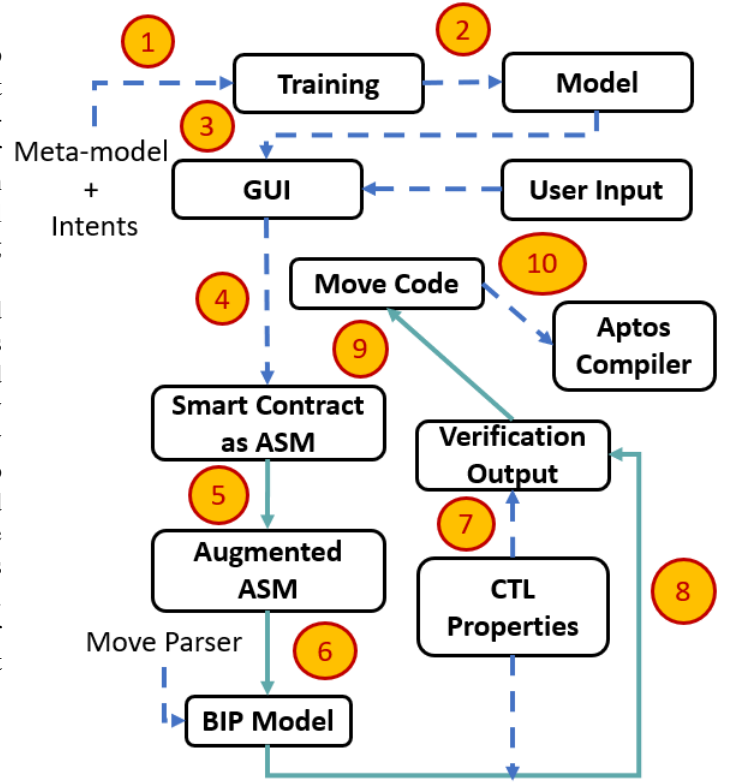 1
2
Training
Model
3
Meta-model
+
Intents
GUI
User Input
4
Move Code
10
Aptos
Compiler
9
Smart Contract
as ASM
Verification
Output
5
7
Augmented
ASM
CTL
Properties
8
Move Parser
6
BIP Model